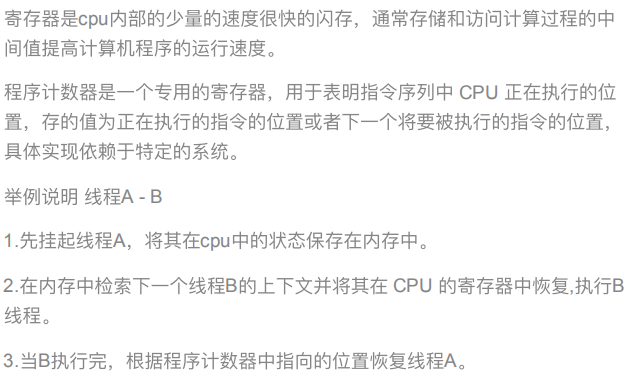 寄存器是cpu内部的少量的速度很快的闪存，通常存储和访问计算过程的中
间值提高计算机程序的运行速度。
程序计数器是一个专用的寄存器，用于表明指令序列中 CPU 正在执行的位
置，存的值为正在执行的指令的位置或者下一个将要被执行的指令的位置，
具体实现依赖于特定的系统。
举例说明 线程A - B
1.先挂起线程A，将其在cpu中的状态保存在内存中。
2.在内存中检索下一个线程B的上下文并将其在 CPU 的寄存器中恢复,执行B
线程。
3.当B执行完，根据程序计数器中指向的位置恢复线程A。